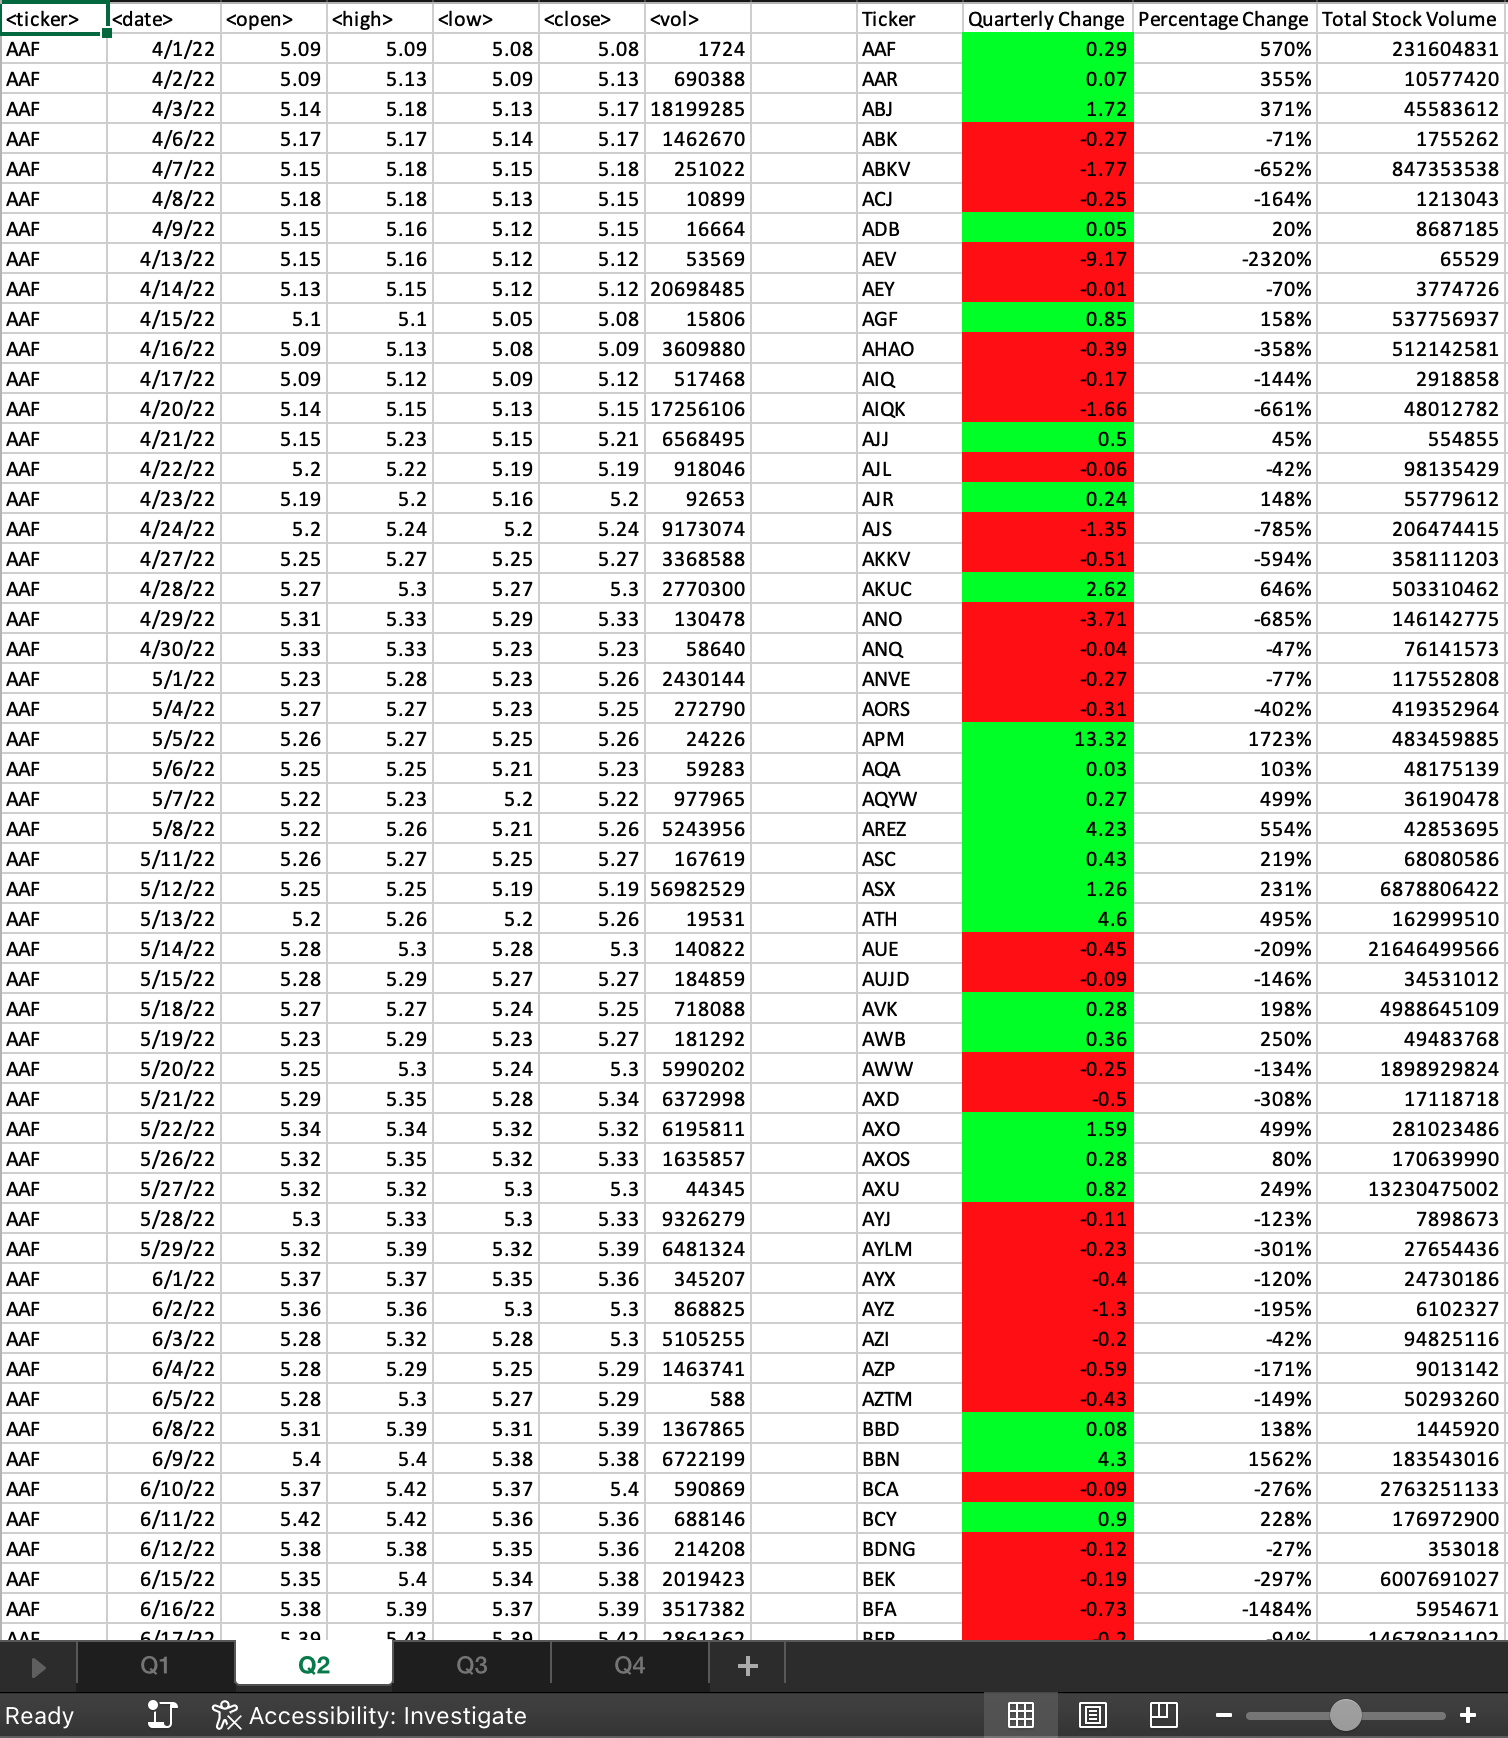 <ticker> <date> <open> <high> <low> <close> <vol> Ticker Quarterly Change Percentage Change Total Stock Volume
AAF 4/1/22 5.09 5.09 5.08 5.08 1724 AAF 0.29 570% 231604831
AAF 4/2/22 5.09 5.13 5.09 5.13 690388 AAR 0.07 355% 10577420
AAF 4/3/22 5.14 5.18 5.13 5.17 18199285 ABJ 1.72 371% 45583612
AAF 4/6/22 5.17 5.17 5.14 5.17 1462670 ABK -0.27 -71% 1755262
AAF 4/7/22 5.15 5.18 5.15 5.18 251022 ABKV -1.77 -652% 847353538
AAF 4/8/22 5.18 5.18 5.13 5.15 10899 ACJ -0.25 -164% 1213043
AAF 4/9/22 5.15 5.16 5.12 5.15 16664 ADB 0.05 20% 8687185
AAF 4/13/22 5.15 5.16 5.12 5.12 53569 AEV -9.17 -2320% 65529
AAF 4/14/22 5.13 5.15 5.12 5.12 20698485 AEY -0.01 -70% 3774726
AAF 4/15/22 5.1 5.1 5.05 5.08 15806 AGF 0.85 158% 537756937
AAF 4/16/22 5.09 5.13 5.08 5.09 3609880 AHAO -0.39 -358% 512142581
AAF 4/17/22 5.09 5.12 5.09 5.12 517468 AIQ -0.17 -144% 2918858
AAF 4/20/22 5.14 5.15 5.13 5.15 17256106 AIQK -1.66 -661% 48012782
AAF 4/21/22 5.15 5.23 5.15 5.21 6568495 AJJ 0.5 45% 554855
AAF 4/22/22 5.2 5.22 5.19 5.19 918046 AJL -0.06 -42% 98135429
AAF 4/23/22 5.19 5.2 5.16 5.2 92653 AJR 0.24 148% 55779612
AAF 4/24/22 5.2 5.24 5.2 5.24 9173074 AJS -1.35 -785% 206474415
AAF 4/27/22 5.25 5.27 5.25 5.27 3368588 AKKV -0.51 -594% 358111203
AAF 4/28/22 5.27 5.3 5.27 5.3 2770300 AKUC 2.62 646% 503310462
AAF 4/29/22 5.31 5.33 5.29 5.33 130478 ANO -3.71 -685% 146142775
AAF 4/30/22 5.33 5.33 5.23 5.23 58640 ANQ -0.04 -47% 76141573
AAF 5/1/22 5.23 5.28 5.23 5.26 2430144 ANVE -0.27 -77% 117552808
AAF 5/4/22 5.27 5.27 5.23 5.25 272790 AORS -0.31 -402% 419352964
AAF 5/5/22 5.26 5.27 5.25 5.26 24226 APM 13.32 1723% 483459885
AAF 5/6/22 5.25 5.25 5.21 5.23 59283 AQA 0.03 103% 48175139
AAF 5/7/22 5.22 5.23 5.2 5.22 977965 AQYW 0.27 499% 36190478
AAF 5/8/22 5.22 5.26 5.21 5.26 5243956 AREZ 4.23 554% 42853695
AAF 5/11/22 5.26 5.27 5.25 5.27 167619 ASC 0.43 219% 68080586
AAF 5/12/22 5.25 5.25 5.19 5.19 56982529 ASX 1.26 231% 6878806422
AAF 5/13/22 5.2 5.26 5.2 5.26 19531 ATH 4.6 495% 162999510
AAF 5/14/22 5.28 5.3 5.28 5.3 140822 AUE -0.45 -209% 21646499566
AAF 5/15/22 5.28 5.29 5.27 5.27 184859 AUJD -0.09 -146% 34531012
AAF 5/18/22 5.27 5.27 5.24 5.25 718088 AVK 0.28 198% 4988645109
AAF 5/19/22 5.23 5.29 5.23 5.27 181292 AWB 0.36 250% 49483768
AAF 5/20/22 5.25 5.3 5.24 5.3 5990202 AWW -0.25 -134% 1898929824
AAF 5/21/22 5.29 5.35 5.28 5.34 6372998 AXD -0.5 -308% 17118718
AAF 5/22/22 5.34 5.34 5.32 5.32 6195811 AXO 1.59 499% 281023486
AAF 5/26/22 5.32 5.35 5.32 5.33 1635857 AXOS 0.28 80% 170639990
AAF 5/27/22 5.32 5.32 5.3 5.3 44345 AXU 0.82 249% 13230475002
AAF 5/28/22 5.3 5.33 5.3 5.33 9326279 AYJ -0.11 -123% 7898673
AAF 5/29/22 5.32 5.39 5.32 5.39 6481324 AYLM -0.23 -301% 27654436
AAF 6/1/22 5.37 5.37 5.35 5.36 345207 AYX -0.4 -120% 24730186
AAF 6/2/22 5.36 5.36 5.3 5.3 868825 AYZ -1.3 -195% 6102327
AAF 6/3/22 5.28 5.32 5.28 5.3 5105255 AZI -0.2 -42% 94825116
AAF 6/4/22 5.28 5.29 5.25 5.29 1463741 AZP -0.59 -171% 9013142
AAF 6/5/22 5.28 5.3 5.27 5.29 588 AZTM -0.43 -149% 50293260
AAF 6/8/22 5.31 5.39 5.31 5.39 1367865 BBD 0.08 138% 1445920
AAF 6/9/22 5.4 5.4 5.38 5.38 6722199 BBN 4.3 1562% 183543016
AAF 6/10/22 5.37 5.42 5.37 5.4 590869 BCA -0.09 -276% 2763251133
AAF 6/11/22 5.42 5.42 5.36 5.36 688146 BCY 0.9 228% 176972900
AAF 6/12/22 5.38 5.38 5.35 5.36 214208 BDNG -0.12 -27% 353018
AAF 6/15/22 5.35 5.4 5.34 5.38 2019423 BEK -0.19 -297% 6007691027
AAF 6/16/22 5.38 5.39 5.37 5.39 3517382 BFA -0.73 -1484% 5954671
AAF 6/17/22 5.39 5.43 5.39 5.42 2861362 -0.2 -94% 14678031102
Q1 Q2 Q3 Q4 +
Ready Accessibility: Investigate